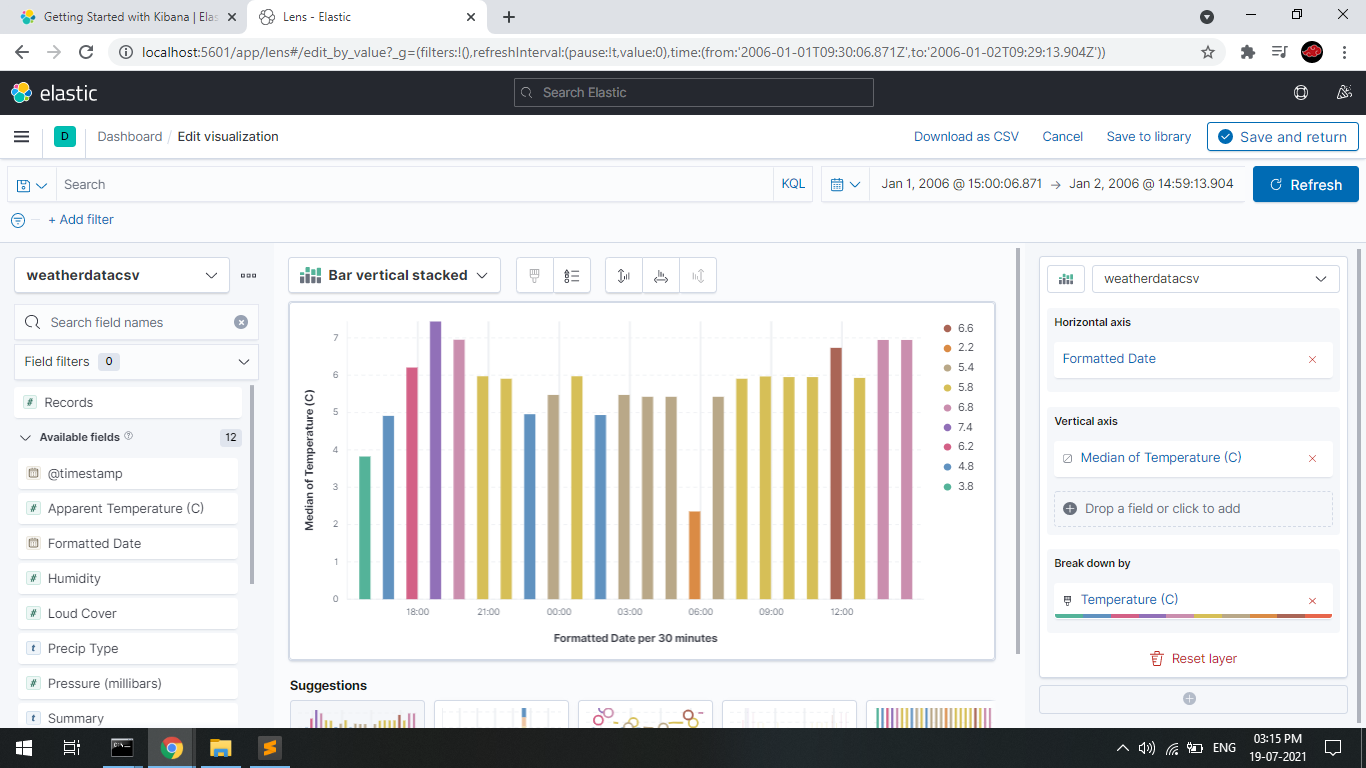 Getting Started with Kibana | Elas
Lens - Elastic
localhost:5601/app/lens#/edit_by_value?_g=(filters:!(),refreshInterval:(pause:!t,value:0),time:(from:'2006-01-01T09:30:06.871Z',to:'2006-01-02T09:29:13.904Z'))
elastic
Search Elastic
D
Dashboard / Edit visualization
Download as CSV
Cancel
Save to library
Save and return
Search
KQL
Jan 1, 2006 @ 15:00:06.871 → Jan 2, 2006 @ 14:59:13.904
Refresh
+ Add filter
weatherdatacsv
Search field names
Field filters 0
# Records
Available fields 12
@timestamp
# Apparent Temperature (C)
Formatted Date
# Humidity
# Loud Cover
t Precip Type
# Pressure (millibars)
t Summary
Bar vertical stacked
Median of Temperature (C)
7
6
5
4
3
2
1
0
18:00
21:00
00:00
03:00
06:00
09:00
12:00
Formatted Date per 30 minutes
6.6
2.2
5.4
5.8
6.8
7.4
6.2
4.8
3.8
Suggestions
weatherdatacsv
Horizontal axis
Formatted Date
Vertical axis
Median of Temperature (C)
Drop a field or click to add
Break down by
Temperature (C)
Reset layer
ENG
03:15 PM
19-07-2021